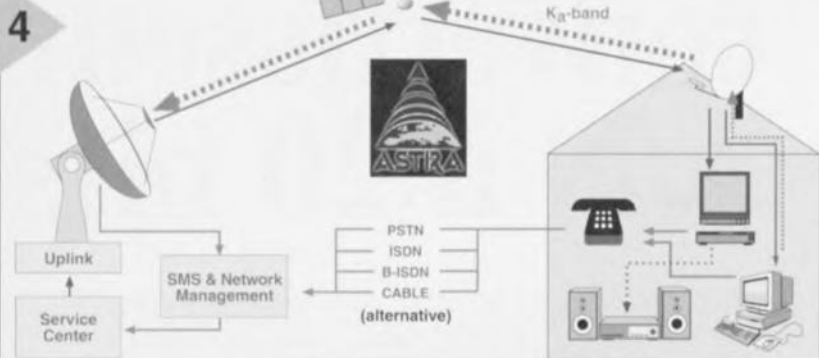 4
Ka-band
ASTRA
PSTN
ISDN
B-ISDN
CABLE
(alternative)
Uplink
SMS & Network
Management
Service
Center